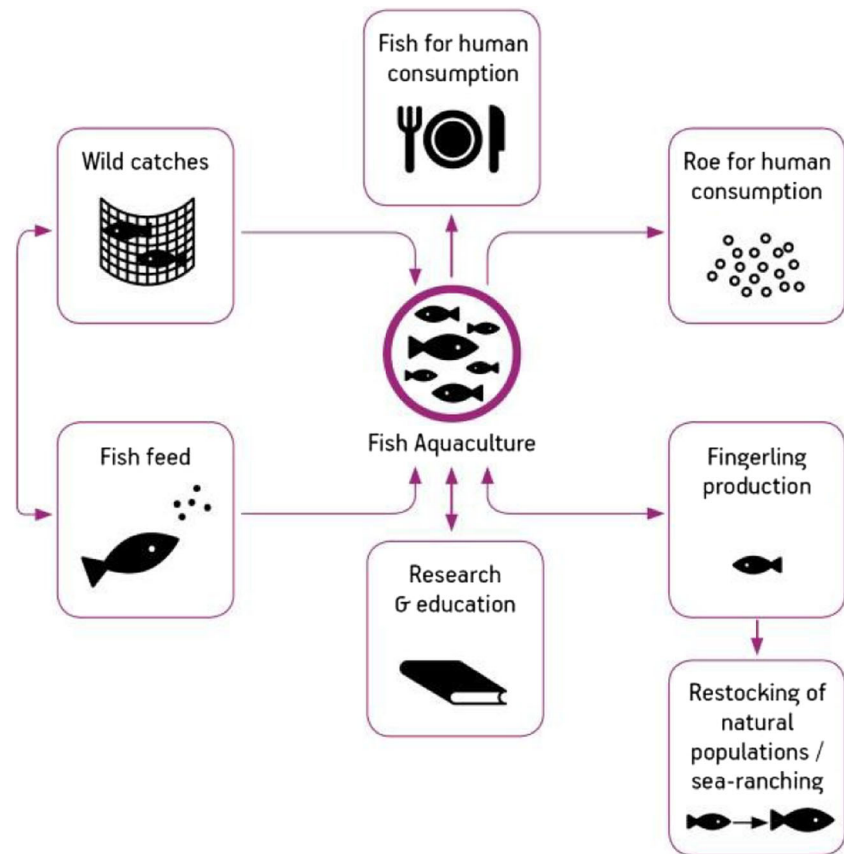 Fish for human
consumption
Wild catches
Roe for human
consumption
Fish Aquaculture
Fish feed
Fingerling
production
Research
& education
Restocking of
natural
populations /
sea-ranching